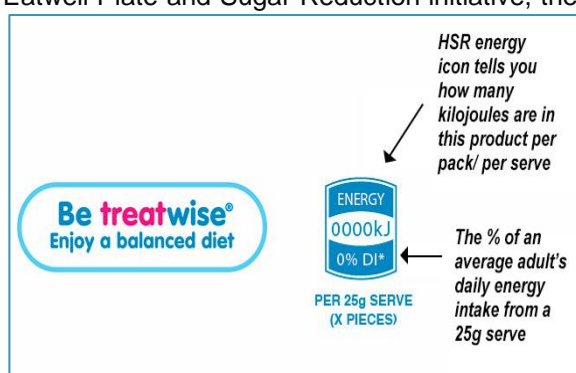 Eatwell Plate and Sugar Reduction initiative, the
HSR energy
icon tells you
how many
kilojoules are in
this product per
pack/ per serve
Be treatwise®
Enjoy a balanced diet
ENERGY
0000kJ
0% DI*
PER 25g SERVE
(X PIECES)
The % of an
average adult's
daily energy
intake from a
25g serve